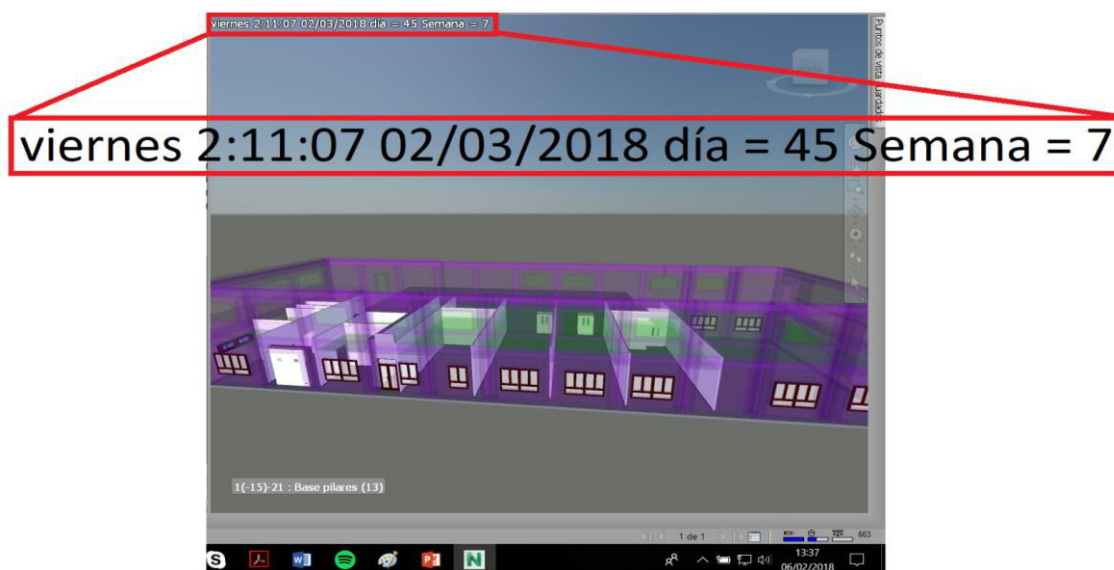 viernes 2:11:07 02/03/2018 día = 45 Semana = 7
Puntos de vista guardados
viernes 2:11:07 02/03/2018 día = 45 Semana = 7
1(-15)-21 : Base pilares (13)
1 de 1
663
13:37
06/02/2018